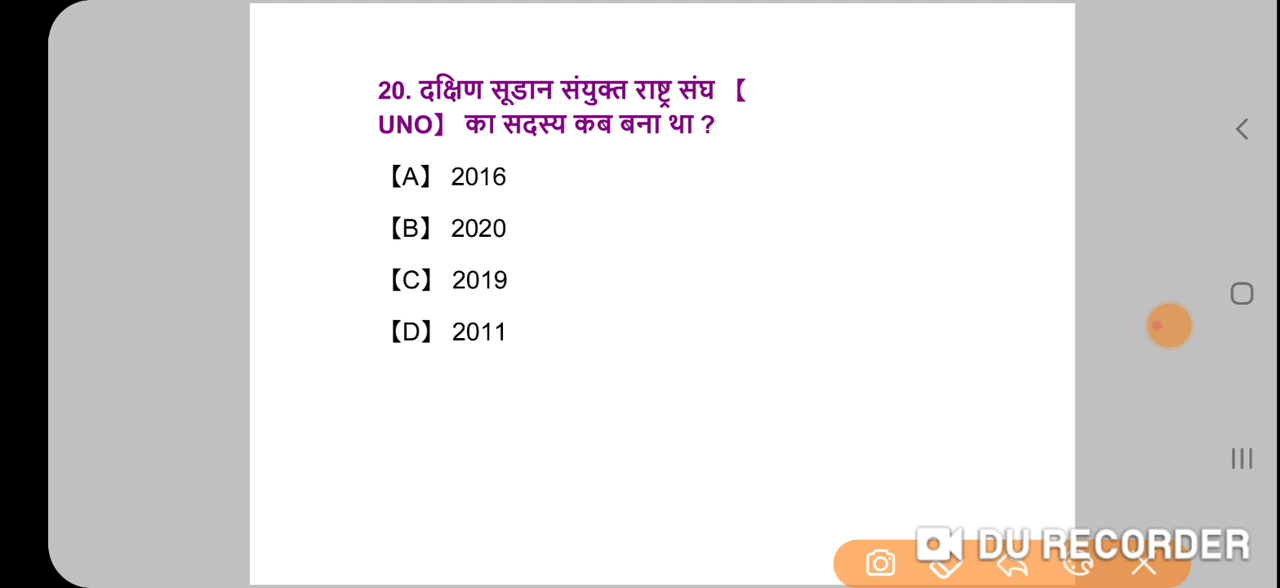 20. दक्षिण सूडान संयुक्त राष्ट्र संघ 【
UNO】 का सदस्य कब बना था ?
【A】 2016
【B】 2020
【C】 2019
【D】 2011
DU RECORDER